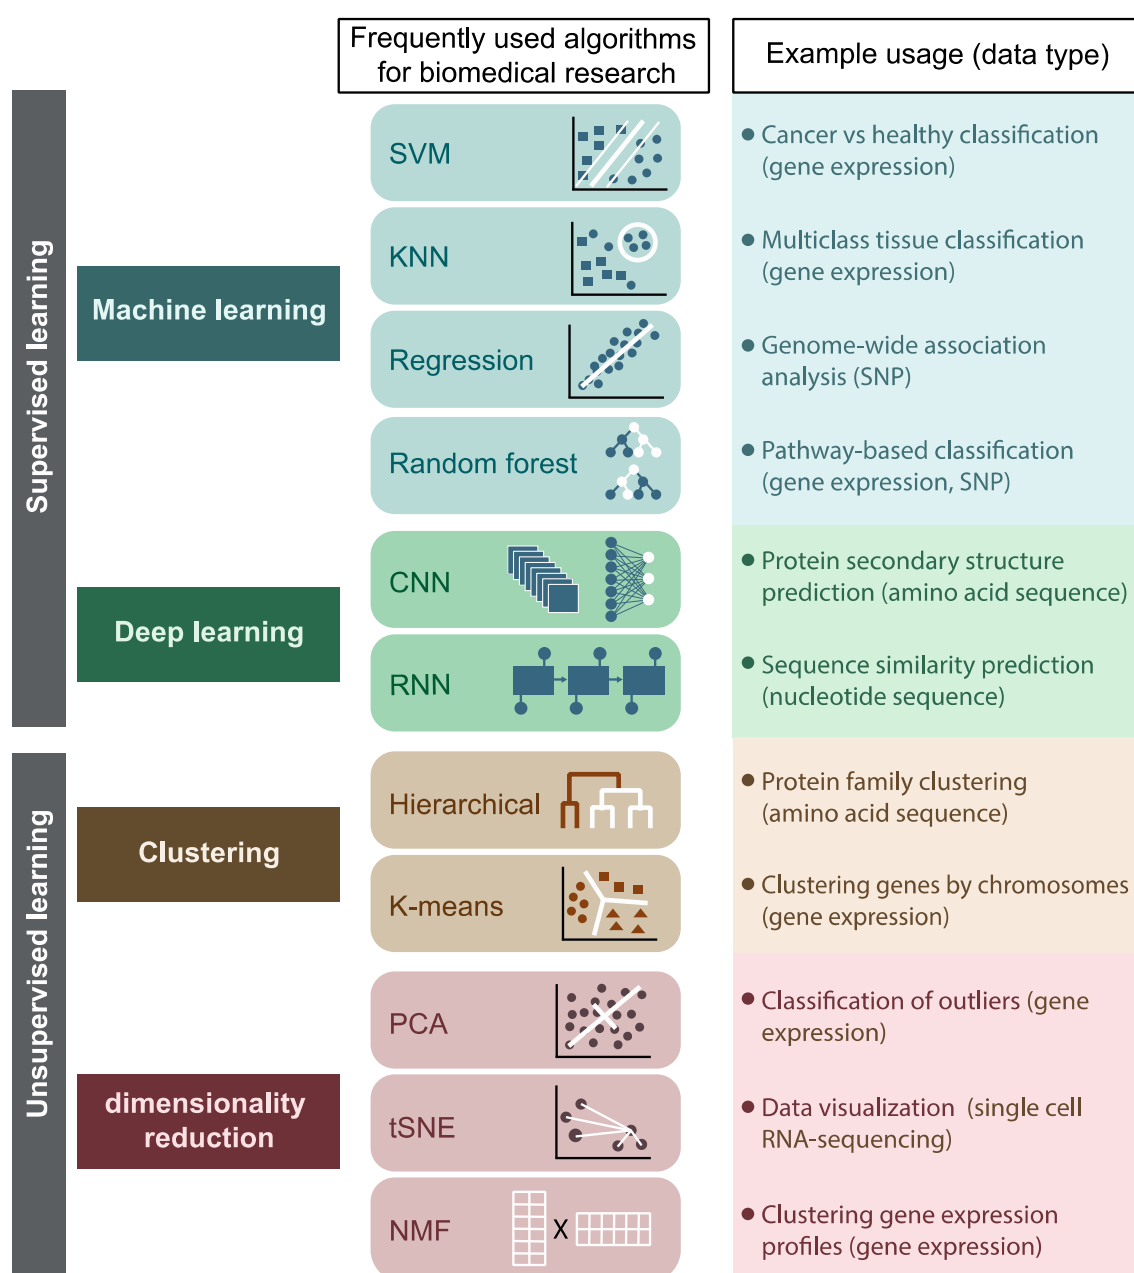 Frequently used algorithms
for biomedical research
Example usage (data type)
Supervised learning
Machine learning
SVM
• Cancer vs healthy classification
(gene expression)
KNN
• Multiclass tissue classification
(gene expression)
Regression
• Genome-wide association
analysis (SNP)
Random forest
• Pathway-based classification
(gene expression, SNP)
Deep learning
CNN
• Protein secondary structure
prediction (amino acid sequence)
RNN
• Sequence similarity prediction
(nucleotide sequence)
Unsupervised learning
Clustering
Hierarchical
• Protein family clustering
(amino acid sequence)
K-means
• Clustering genes by chromosomes
(gene expression)
dimensionality
reduction
PCA
• Classification of outliers (gene
expression)
tSNE
• Data visualization (single cell
RNA-sequencing)
NMF
X
• Clustering gene expression
profiles (gene expression)